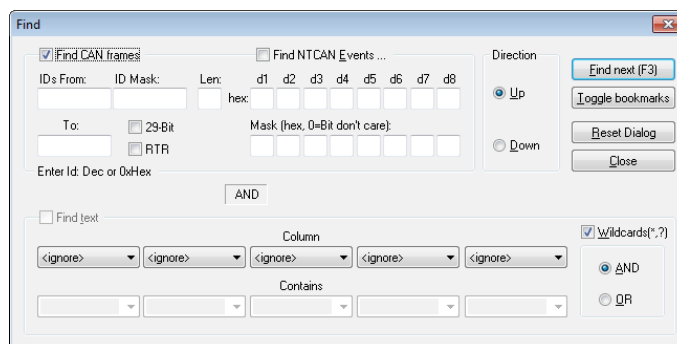 Find
Find CAN frames
Find NTCAN Events ...
Direction
IDs From: ID Mask: Len: d1 d2 d3 d4 d5 d6 d7 d8
hex:
Up
Find next (F3)
Toggle bookmarks
To: 29-Bit
RTR
Mask (hex, 0=Bit don't care):
Down
Reset Dialog
Close
Enter Id: Dec or 0xHex
AND
Find text
Column
Wildcards(*,?)
<ignore> <ignore> <ignore> <ignore> <ignore>
Contains
AND
OR